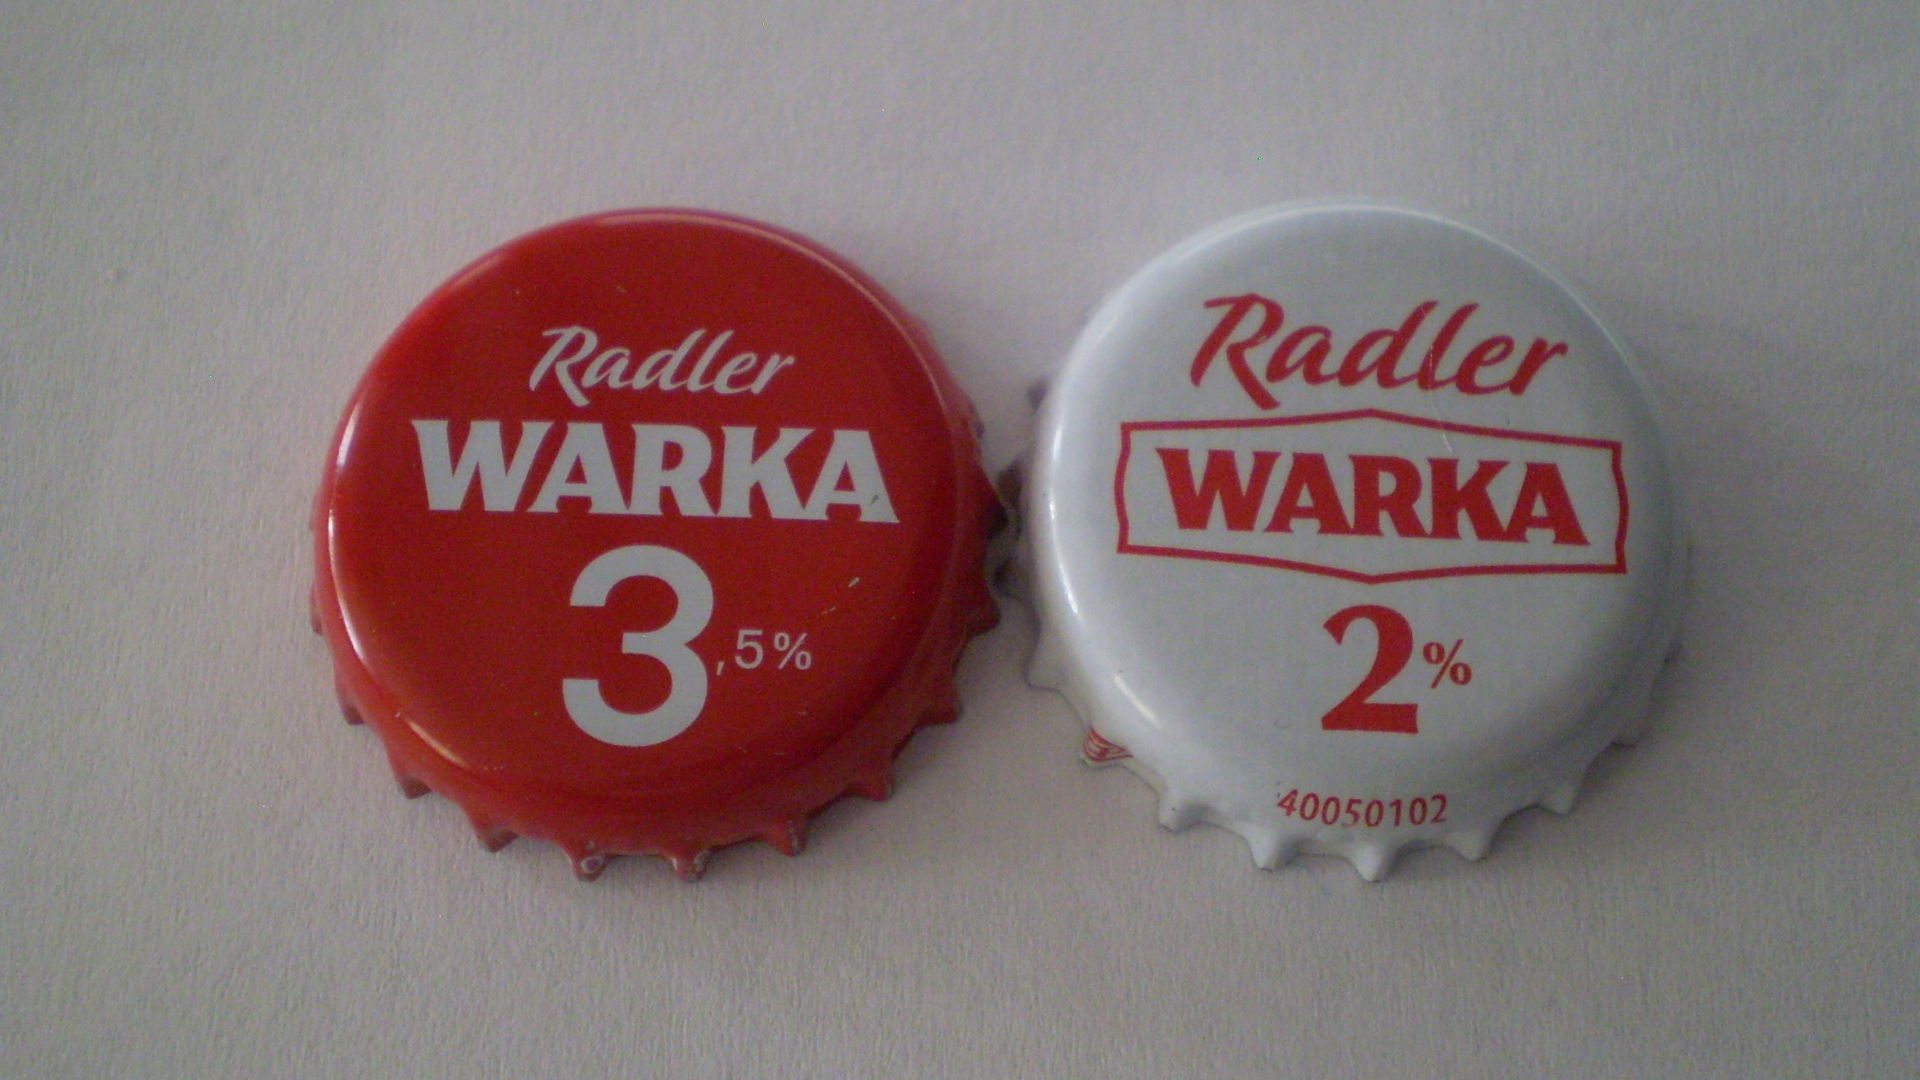 Radler
WARKA
3,5%
Radler
WARKA
2%
40050102